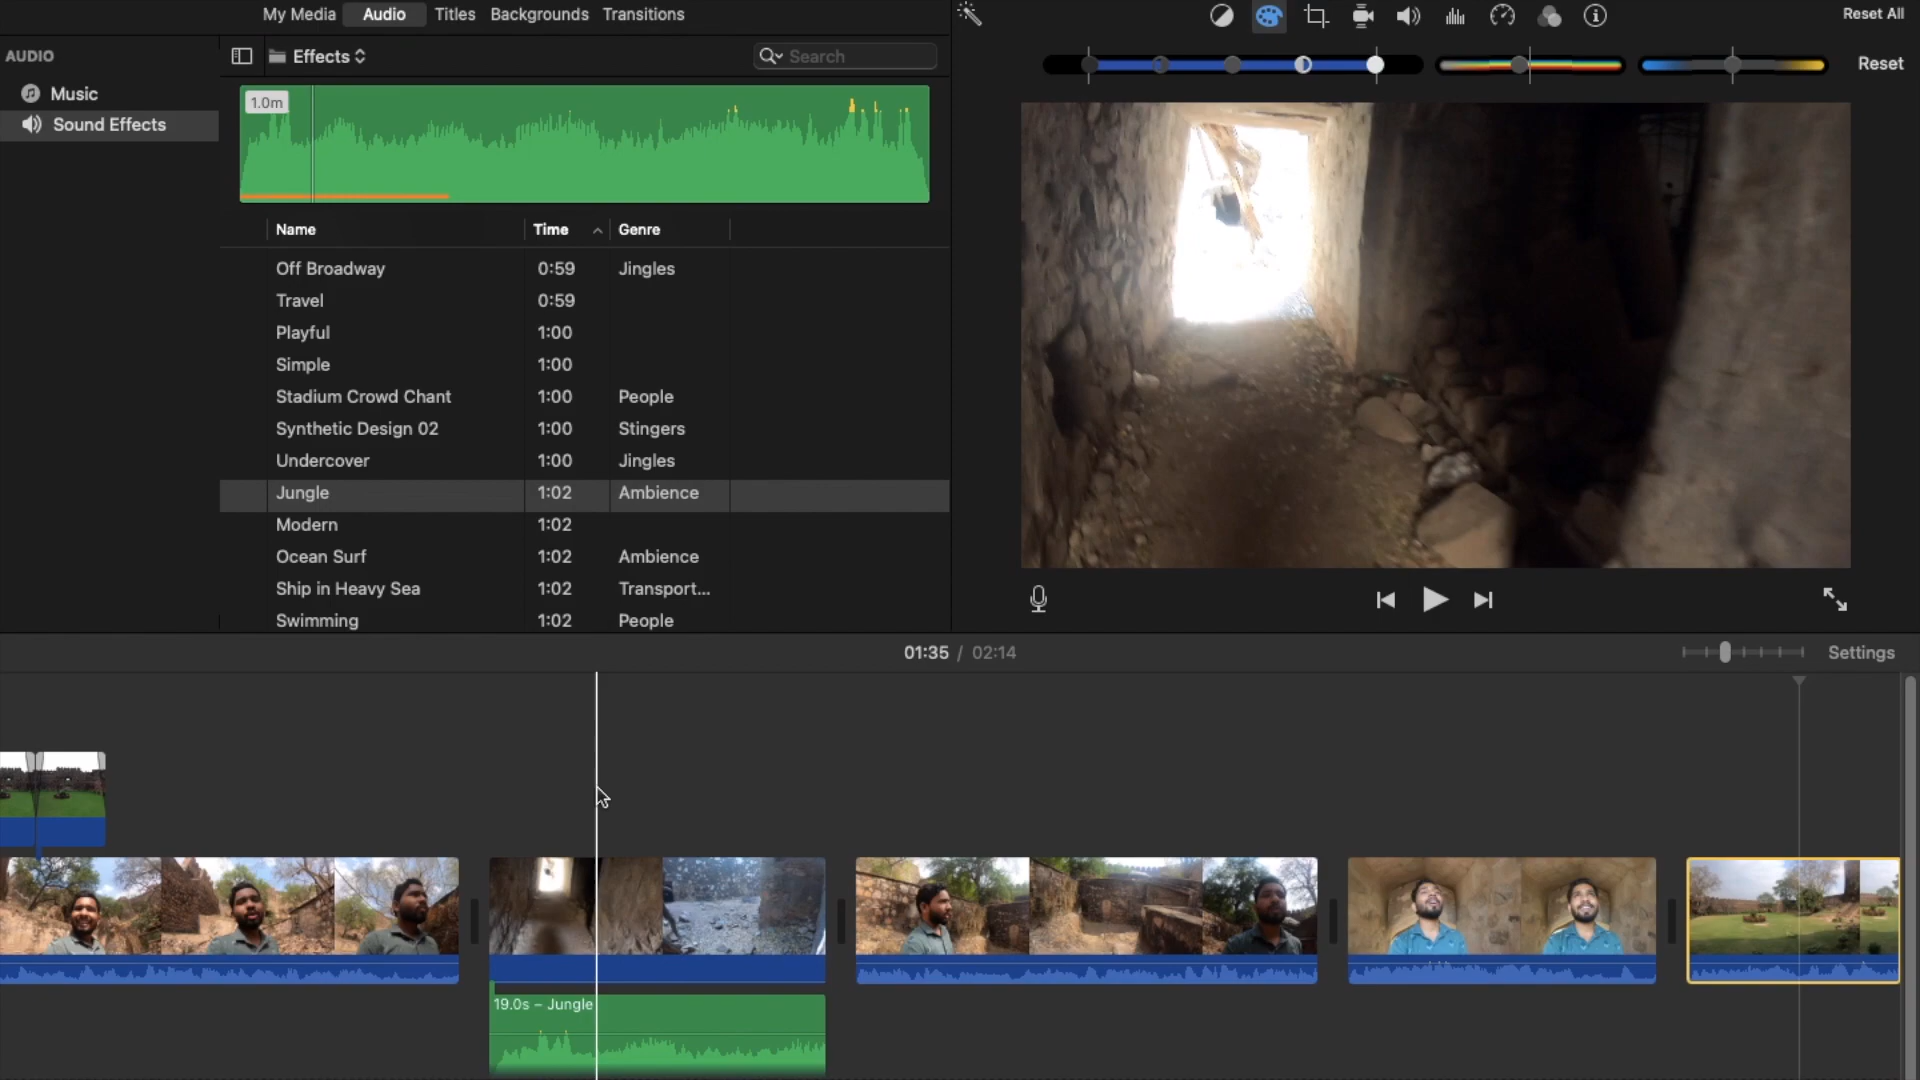 My Media Audio Titles Backgrounds Transitions
Reset All
AUDIO
Effects
Search
Reset
Music
Sound Effects
1.0m
Name Time Genre
Off Broadway 0:59 Jingles
Travel 0:59
Playful 1:00
Simple 1:00
Stadium Crowd Chant 1:00 People
Synthetic Design 02 1:00 Stingers
Undercover 1:00 Jingles
Jungle 1:02 Ambience
Modern 1:02
Ocean Surf 1:02 Ambience
Ship in Heavy Sea 1:02 Transport...
Swimming 1:02 People
01:35 / 02:14
Settings
19.0s – Jungle